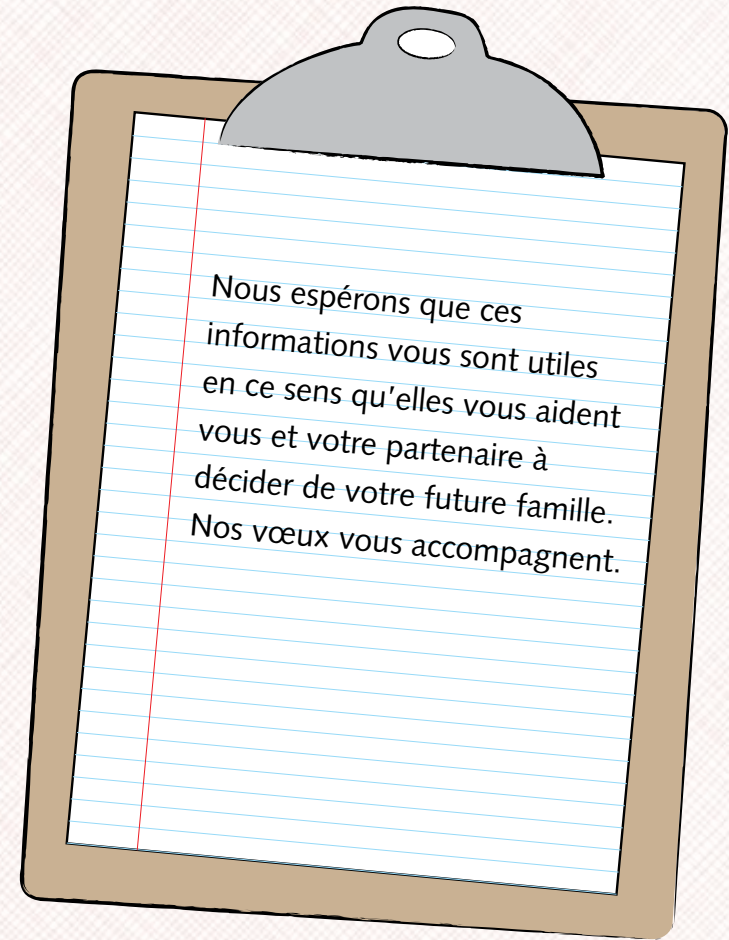 Nous espérons que ces
informations vous sont utiles
en ce sens qu'elles vous aident
vous et votre partenaire à
décider de votre future famille.
Nos vœux vous accompagnent.